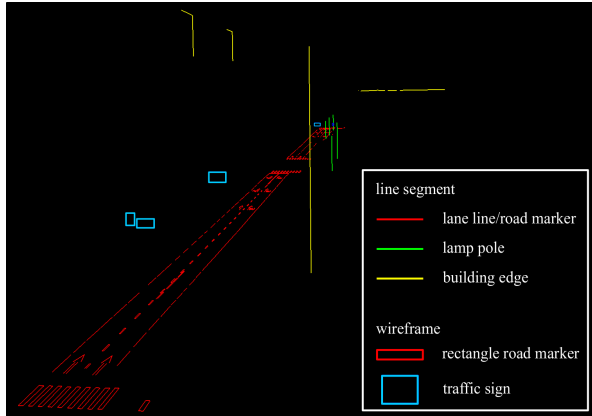 line segment
lane line/road marker
lamp pole
building edge
wireframe
rectangle road marker
traffic sign